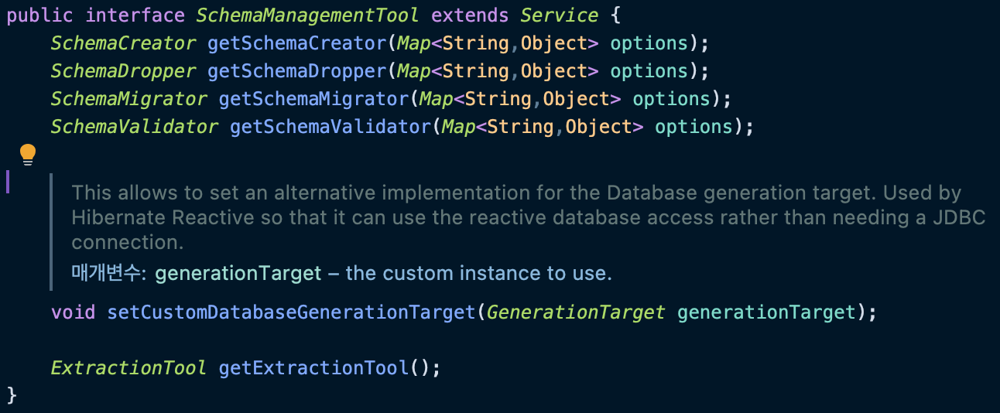 public interface SchemaManagementTool extends Service {
SchemaCreator getSchemaCreator(Map<String,Object> options);
SchemaDropper getSchemaDropper(Map<String,Object> options);
SchemaMigrator getSchemaMigrator(Map<String,Object> options);
SchemaValidator getSchemaValidator(Map<String,Object> options);
This allows to set an alternative implementation for the Database generation target. Used by
Hibernate Reactive so that it can use the reactive database access rather than needing a JDBC
connection.
매개변수: generationTarget – the custom instance to use.
void setCustomDatabaseGenerationTarget(GenerationTarget generationTarget);
ExtractionTool getExtractionTool();
}